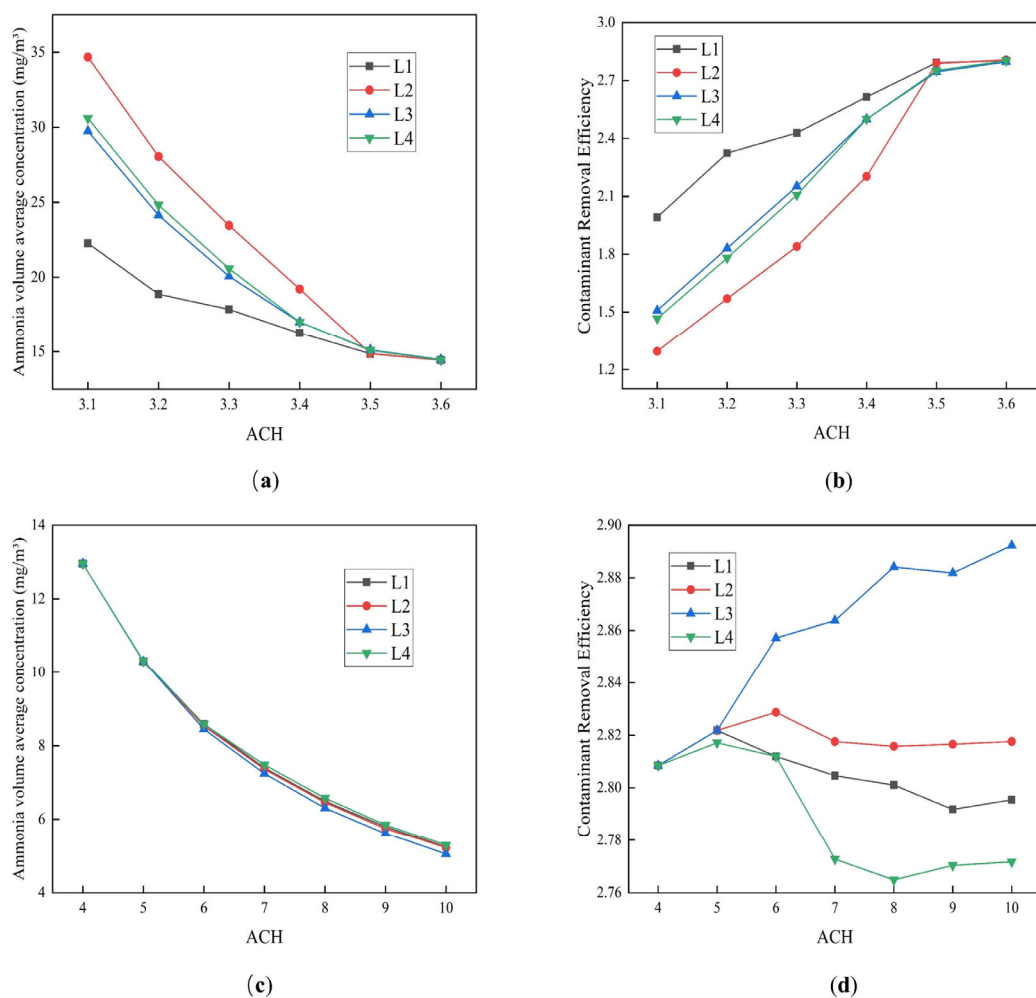 Ammonia volume average concentration (mg/m³)
35
30
25
20
15
3.1 3.2 3.3 3.4 3.5 3.6
ACH
L1
L2
L3
L4
(a)
Contaminant Removal Efficiency
3.0
2.7
2.4
2.1
1.8
1.5
1.2
3.1 3.2 3.3 3.4 3.5 3.6
ACH
L1
L2
L3
L4
(b)
Ammonia volume average concentration (mg/m³)
14
12
10
8
6
4
4 5 6 7 8 9 10
ACH
L1
L2
L3
L4
(c)
Contaminant Removal Efficiency
2.90
2.88
2.86
2.84
2.82
2.80
2.78
2.76
4 5 6 7 8 9 10
ACH
L1
L2
L3
L4
(d)